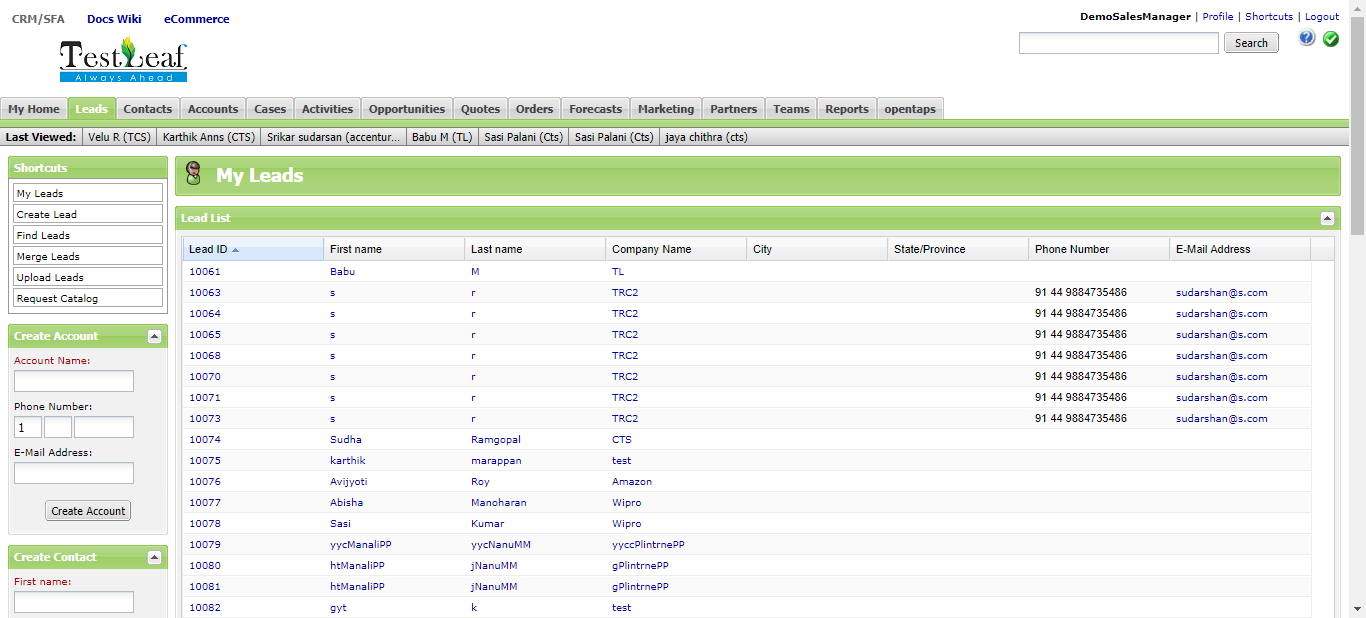 CRM/SFA Docs Wiki eCommerce
DemoSalesManager | Profile | Shortcuts | Logout
TestLeaf
Always Ahead
Search
My Home Leads Contacts Accounts Cases Activities Opportunities Quotes Orders Forecasts Marketing Partners Teams Reports opentaps
Last Viewed: Velu R (TCS) Karthik Anns (CTS) Srikar sudarsan (accentur... Babu M (TL) Sasi Palani (Cts) Sasi Palani (Cts) jaya chithra (cts)
Shortcuts
My Leads
Create Lead
Find Leads
Merge Leads
Upload Leads
Request Catalog
Create Account
Account Name:
Phone Number:
1
E-Mail Address:
Create Account
Create Contact
First name:
My Leads
Lead List
Lead ID First name Last name Company Name City State/Province Phone Number E-Mail Address
10061 Babu M TL
10063 s r TRC2 91 44 9884735486 sudarshan@s.com
10064 s r TRC2 91 44 9884735486 sudarshan@s.com
10065 s r TRC2 91 44 9884735486 sudarshan@s.com
10068 s r TRC2 91 44 9884735486 sudarshan@s.com
10070 s r TRC2 91 44 9884735486 sudarshan@s.com
10071 s r TRC2 91 44 9884735486 sudarshan@s.com
10073 s r TRC2 91 44 9884735486 sudarshan@s.com
10074 Sudha Ramgopal CTS
10075 karthik marappan test
10076 Avijyoti Roy Amazon
10077 Abisha Manoharan Wipro
10078 Sasi Kumar Wipro
10079 yycManaliPP yycNanuMM yyccPlintrnePP
10080 htManaliPP jNanuMM gPlintrnePP
10081 htManaliPP jNanuMM gPlintrnePP
10082 gyt k test